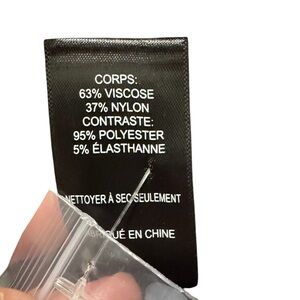 CORPS:
63% VISCOSE
37% NYLON
CONTRASTE:
95% POLYESTER
5% ÉLASTHANNE
NETTOYER À SEC SEULEMENT
EN CHINE